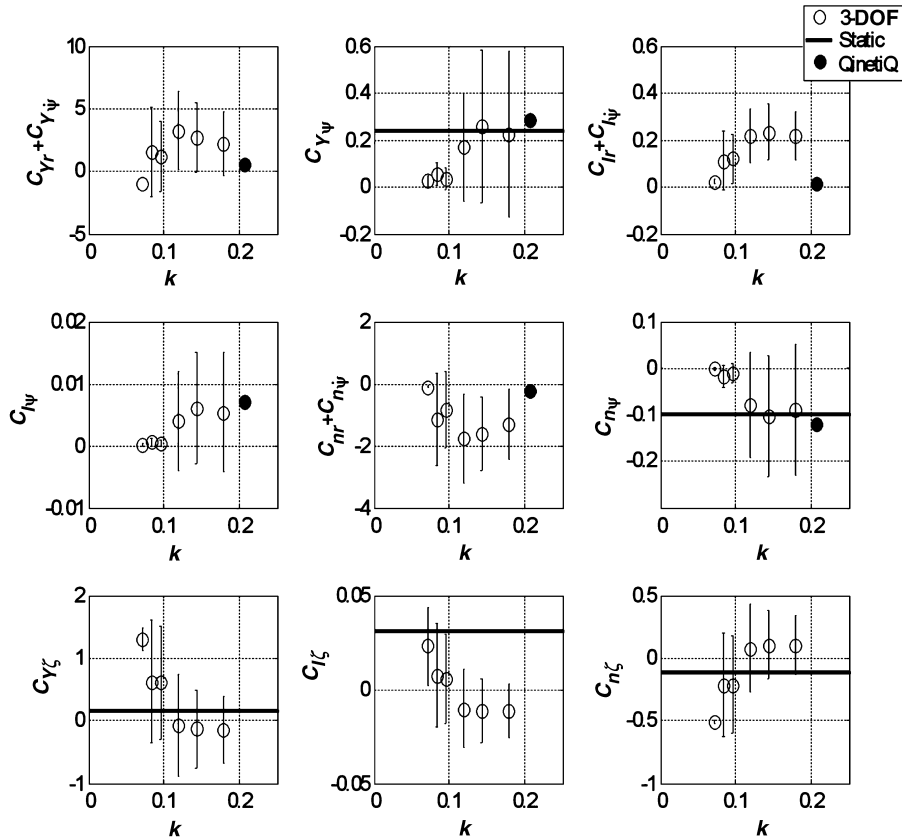 3-DOF
Static
QinetiQ
10
5
0
-5
C_Yr+C_Yψ̇
0 0.1 0.2
k
0.6
0.4
0.2
0
-0.2
C_Yψ
0 0.1 0.2
k
0.6
0.4
0.2
0
-0.2
C_lr+C_lψ̇
0 0.1 0.2
k
0.02
0.01
0
-0.01
C_lψ
0 0.1 0.2
k
2
0
-2
-4
C_nr+C_nψ̇
0 0.1 0.2
k
0.1
0
-0.1
-0.2
C_nψ
0 0.1 0.2
k
2
1
0
-1
C_Yζ
0 0.1 0.2
k
0.05
0
-0.05
C_lζ
0 0.1 0.2
k
0.5
0
-0.5
-1
C_nζ
0 0.1 0.2
k